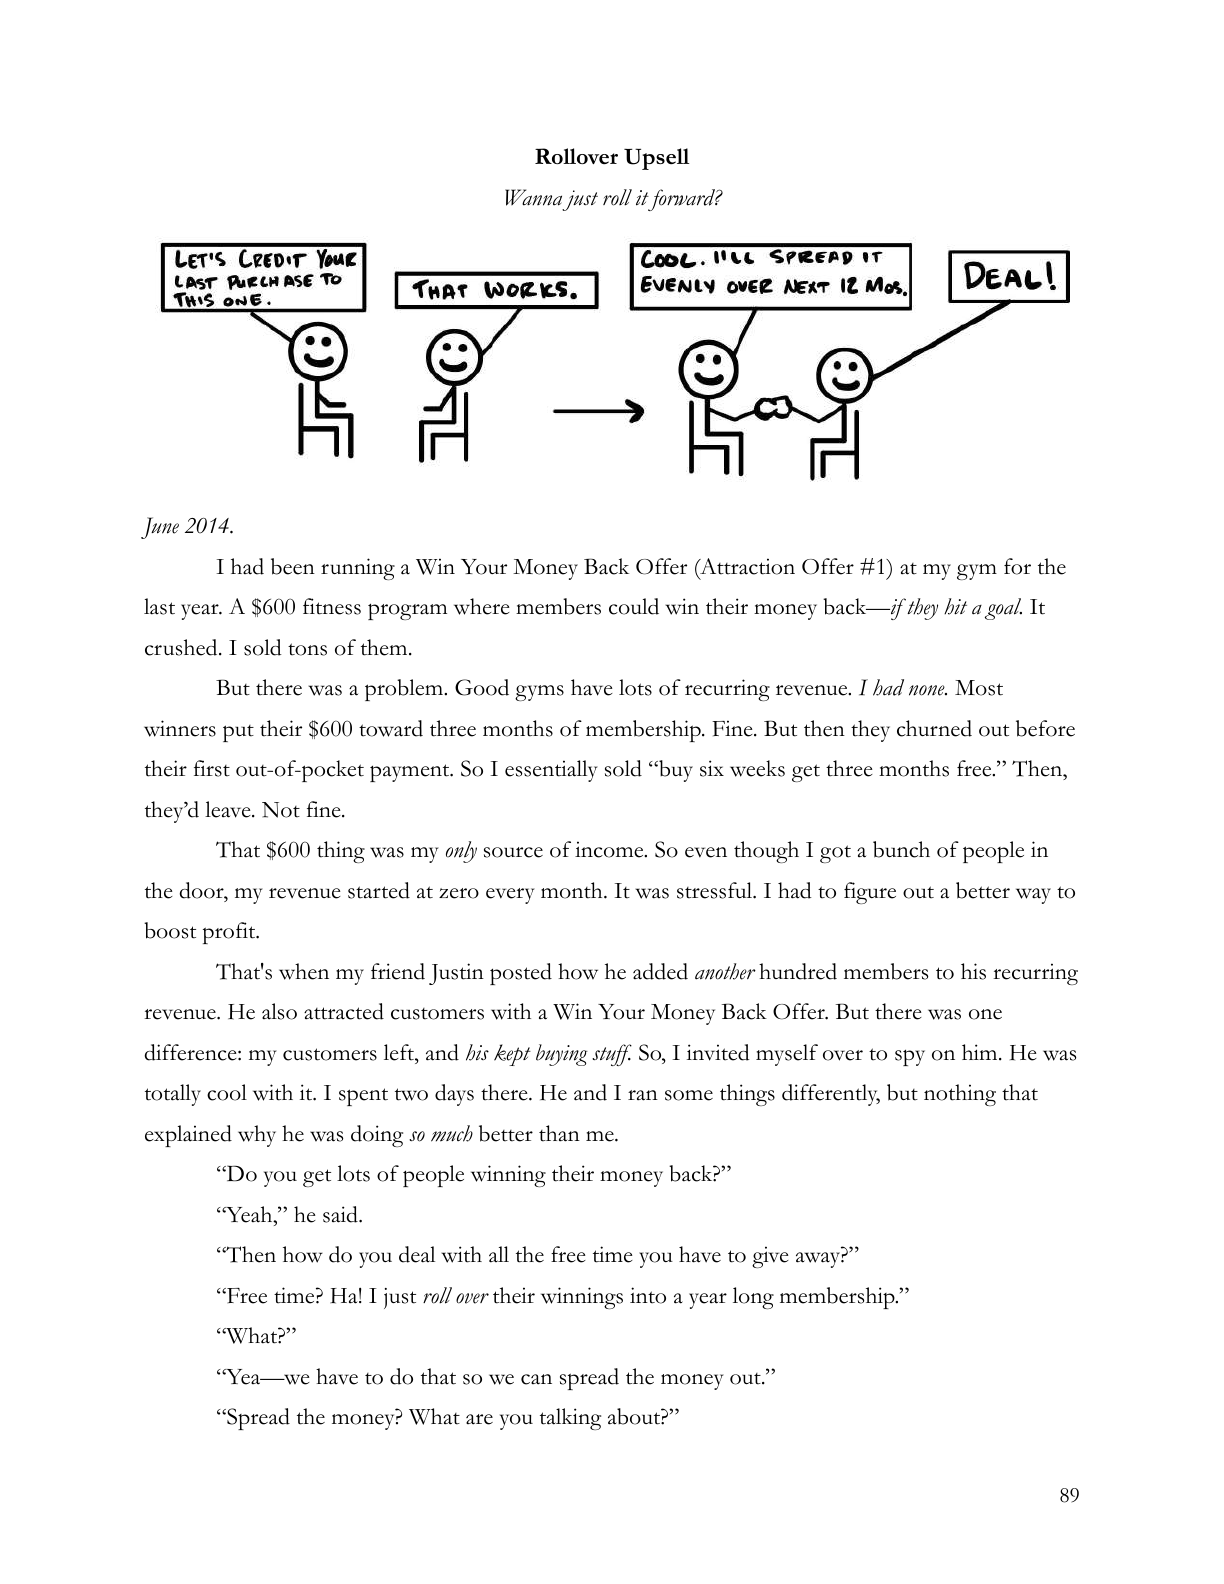 Rollover Upsell
Wanna just roll it forward?
LET'S CREDIT YOUR
LAST PURCHASE TO
THIS ONE.
THAT WORKS.
COOL. I'LL SPREAD IT
EVENLY OVER NEXT 12 MOS.
DEAL!
June 2014.
I had been running a Win Your Money Back Offer (Attraction Offer #1) at my gym for the
last year. A $600 fitness program where members could win their money back—if they hit a goal. It
crushed. I sold tons of them.
But there was a problem. Good gyms have lots of recurring revenue. I had none. Most
winners put their $600 toward three months of membership. Fine. But then they churned out before
their first out-of-pocket payment. So I essentially sold “buy six weeks get three months free.” Then,
they’d leave. Not fine.
That $600 thing was my only source of income. So even though I got a bunch of people in
the door, my revenue started at zero every month. It was stressful. I had to figure out a better way to
boost profit.
That's when my friend Justin posted how he added another hundred members to his recurring
revenue. He also attracted customers with a Win Your Money Back Offer. But there was one
difference: my customers left, and his kept buying stuff. So, I invited myself over to spy on him. He was
totally cool with it. I spent two days there. He and I ran some things differently, but nothing that
explained why he was doing so much better than me.
“Do you get lots of people winning their money back?”
“Yeah,” he said.
“Then how do you deal with all the free time you have to give away?”
“Free time? Ha! I just roll over their winnings into a year long membership.”
“What?”
“Yea—we have to do that so we can spread the money out.”
“Spread the money? What are you talking about?”
89